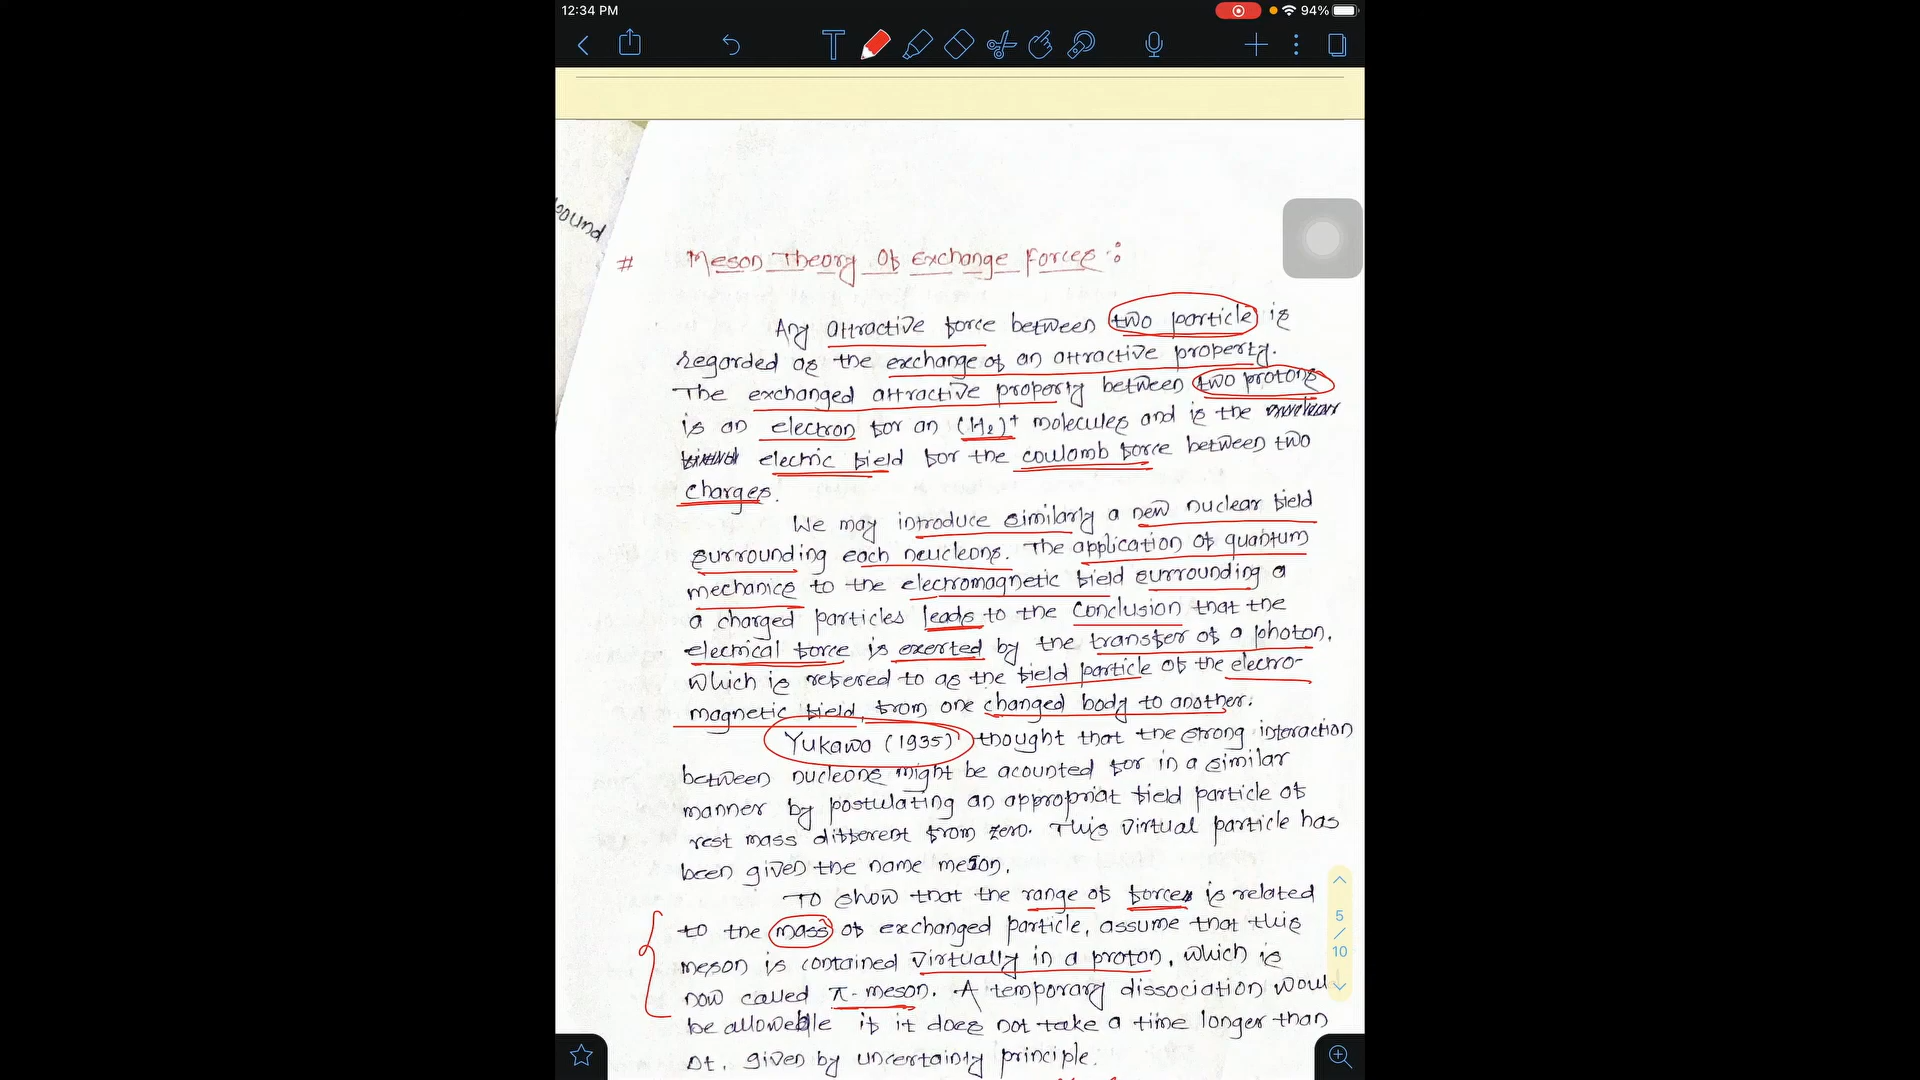 12:34 PM
94%
bound
# Meson Theory Of Exchange Forces :
Any attractive force between two particle is
regarded as the exchange of an attractive property.
The exchanged attractive property between two protons
is an electron for an (H₂)⁺ molecules and is the
electric field for the coulomb force between two
charges.
We may introduce similarly a new nuclear field
surrounding each neucleons. The application of quantum
mechanics to the electromagnetic field surrounding a
a charged particles leads to the conclusion that the
electrical force is exerted by the transfer of a photon,
which is refered to as the field particle of the electro-
magnetic field, from one changed body to another.
Yukawa (1935) thought that the strong interaction
between nucleons might be acounted for in a similar
manner by postulating an appropriat field particle of
rest mass different from zero. This virtual particle has
been given the name meson.
To show that the range of forces is related
to the mass of exchanged particle, assume that this
meson is contained virtually in a proton, which is
now called π-meson. A temporary dissociation woul
be allowebble if it does not take a time longer than
Δt, given by uncertainty principle.
5
/
10